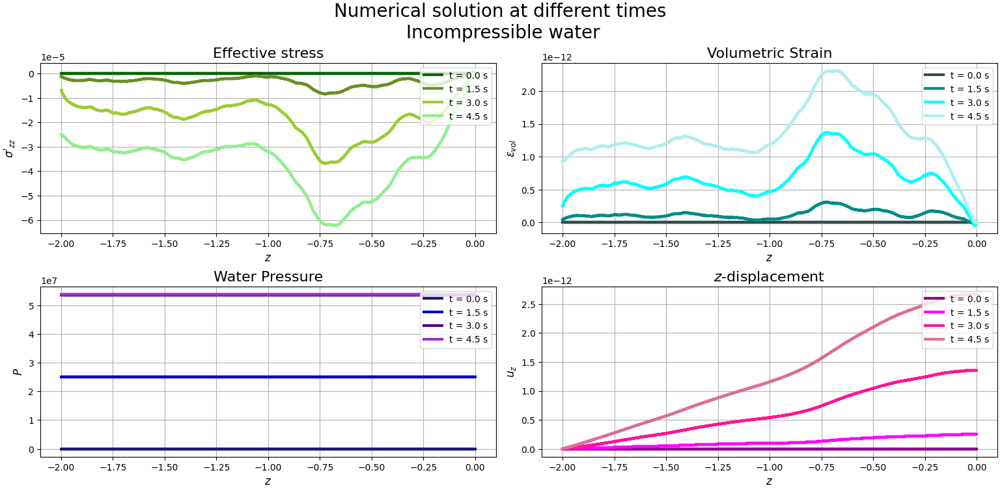 Numerical solution at different times
Incompressible water
Effective stress
1e−5
0
−1
−2
−3
−4
−5
−6
σ'zz
−2.00 −1.75 −1.50 −1.25 −1.00 −0.75 −0.50 −0.25 0.00
z
t = 0.0 s
t = 1.5 s
t = 3.0 s
t = 4.5 s
Volumetric Strain
1e−12
2.0
1.5
1.0
0.5
0.0
εvol
−2.00 −1.75 −1.50 −1.25 −1.00 −0.75 −0.50 −0.25 0.00
z
t = 0.0 s
t = 1.5 s
t = 3.0 s
t = 4.5 s
Water Pressure
1e7
5
4
3
2
1
0
P
−2.00 −1.75 −1.50 −1.25 −1.00 −0.75 −0.50 −0.25 0.00
z
t = 0.0 s
t = 1.5 s
t = 3.0 s
t = 4.5 s
z-displacement
1e−12
2.5
2.0
1.5
1.0
0.5
0.0
uz
−2.00 −1.75 −1.50 −1.25 −1.00 −0.75 −0.50 −0.25 0.00
z
t = 0.0 s
t = 1.5 s
t = 3.0 s
t = 4.5 s